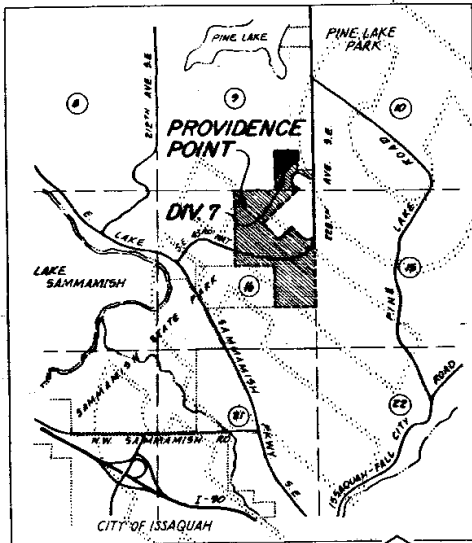 PINE LAKE
PINE LAKE
PARK
212TH AVE S.E.
8
9
10
PROVIDENCE
POINT
228TH AVE. S.E.
PINE LAKE ROAD
DIV. 7
E. LAKE SAMMAMISH PKWY S.E.
S.E. 43RD WAY
LAKE
SAMMAMISH
15
16
SAMMAMISH STATE PARK
21
22
N.W. SAMMAMISH RD.
ISSAQUAH-FALL CITY ROAD
I-90
CITY OF ISSAQUAH